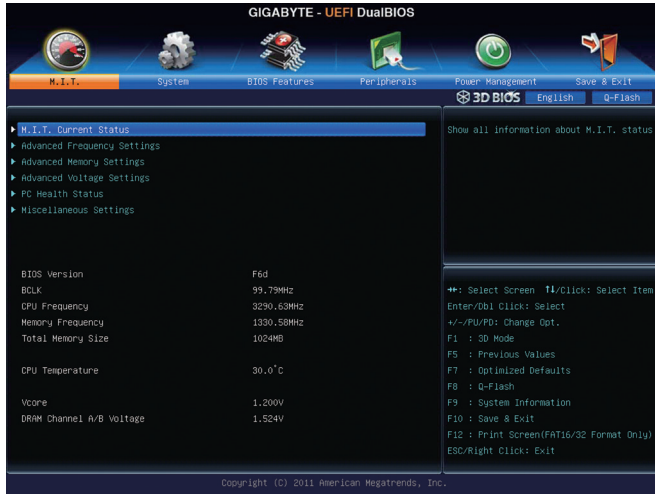 GIGABYTE - UEFI DualBIOS
M.I.T.
System
BIOS Features
Peripherals
Power Management
Save & Exit
3D BIOS
English
Q-Flash
M.I.T. Current Status
Advanced Frequency Settings
Advanced Memory Settings
Advanced Voltage Settings
PC Health Status
Miscellaneous Settings
Show all information about M.I.T. status
BIOS Version F6d
BCLK 99.79MHz
CPU Frequency 3290.63MHz
Memory Frequency 1330.58MHz
Total Memory Size 1024MB
CPU Temperature 30.0°C
Vcore 1.200V
DRAM Channel A/B Voltage 1.524V
→←: Select Screen ↑↓/Click: Select Item
Enter/Dbl Click: Select
+/-/PU/PD: Change Opt.
F1 : 3D Mode
F5 : Previous Values
F7 : Optimized Defaults
F8 : Q-Flash
F9 : System Information
F10 : Save & Exit
F12 : Print Screen(FAT16/32 Format Only)
ESC/Right Click: Exit
Copyright (C) 2011 American Megatrends, Inc.